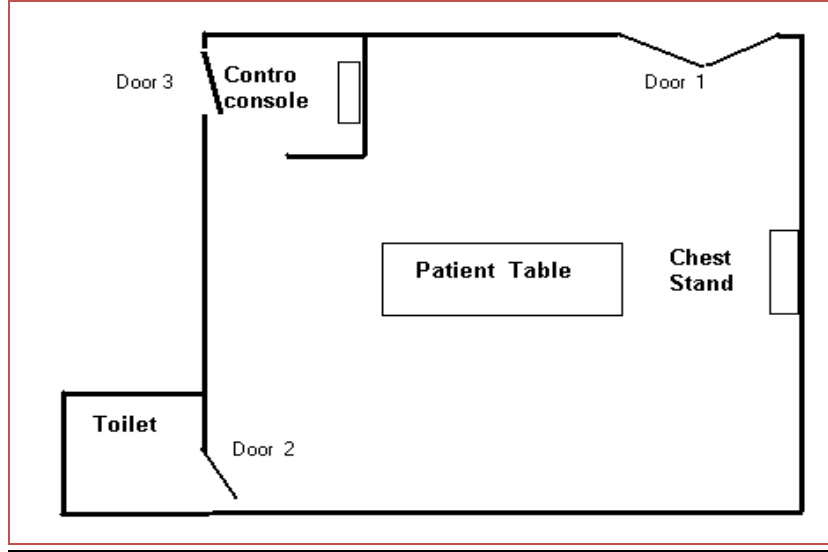 Door 3
Contro
console
Door 1
Patient Table
Chest
Stand
Toilet
Door 2